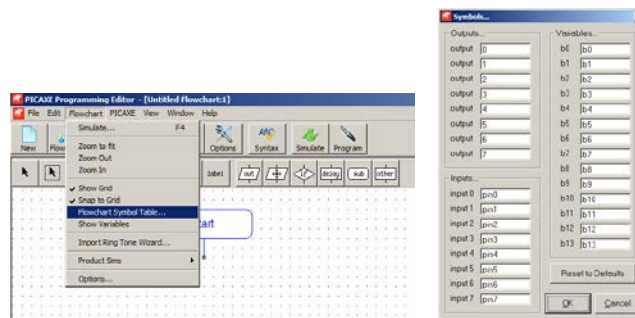 PICAXE Programming Editor - [Untitled Flowchart:1]
File Edit Flowchart PICAXE View Window Help
New Options Syntax Simulate Program
Simulate... F4
Zoom to fit
Zoom Out
Zoom In
Show Grid
Snap to Grid
Flowchart Symbol Table...
Show Variables
Import Ring Tone Wizard...
Product Sims
Options...
label out if delay sub other
Symbols...
Outputs...
output 0
output 1
output 2
output 3
output 4
output 5
output 6
output 7
Inputs...
input 0 pin0
input 1 pin1
input 2 pin2
input 3 pin3
input 4 pin4
input 5 pin5
input 6 pin6
input 7 pin7
Variables...
b0 b0
b1 b1
b2 b2
b3 b3
b4 b4
b5 b5
b6 b6
b7 b7
b8 b8
b9 b9
b10 b10
b11 b11
b12 b12
b13 b13
Reset to Defaults
OK Cancel